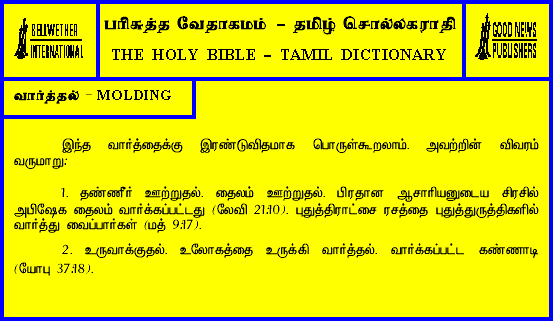 BELLWETHER
INTERNATIONAL
பரிசுத்த வேதாகமம் – தமிழ் சொல்லகராதி
THE HOLY BIBLE – TAMIL DICTIONARY
GOOD NEWS
PUBLISHERS
வார்த்தல் – MOLDING
இந்த வார்த்தைக்கு இரண்டுவிதமாக பொருள்கூறலாம். அவற்றின் விவரம்
வருமாறு:
1. தண்ணீர் ஊற்றுதல். தைலம் ஊற்றுதல். பிரதான ஆசாரியனுடைய சிரசில்
அபிஷேக தைலம் வார்க்கப்பட்டது (லேவி 21:10). புதுத்திராட்சை ரசத்தை புதுத்துருத்திகளில்
வார்த்து வைப்பார்கள் (மத் 9:17).
2. உருவாக்குதல். உலோகத்தை உருக்கி வார்த்தல். வார்க்கப்பட்ட கண்ணாடி
(யோபு 37:18).